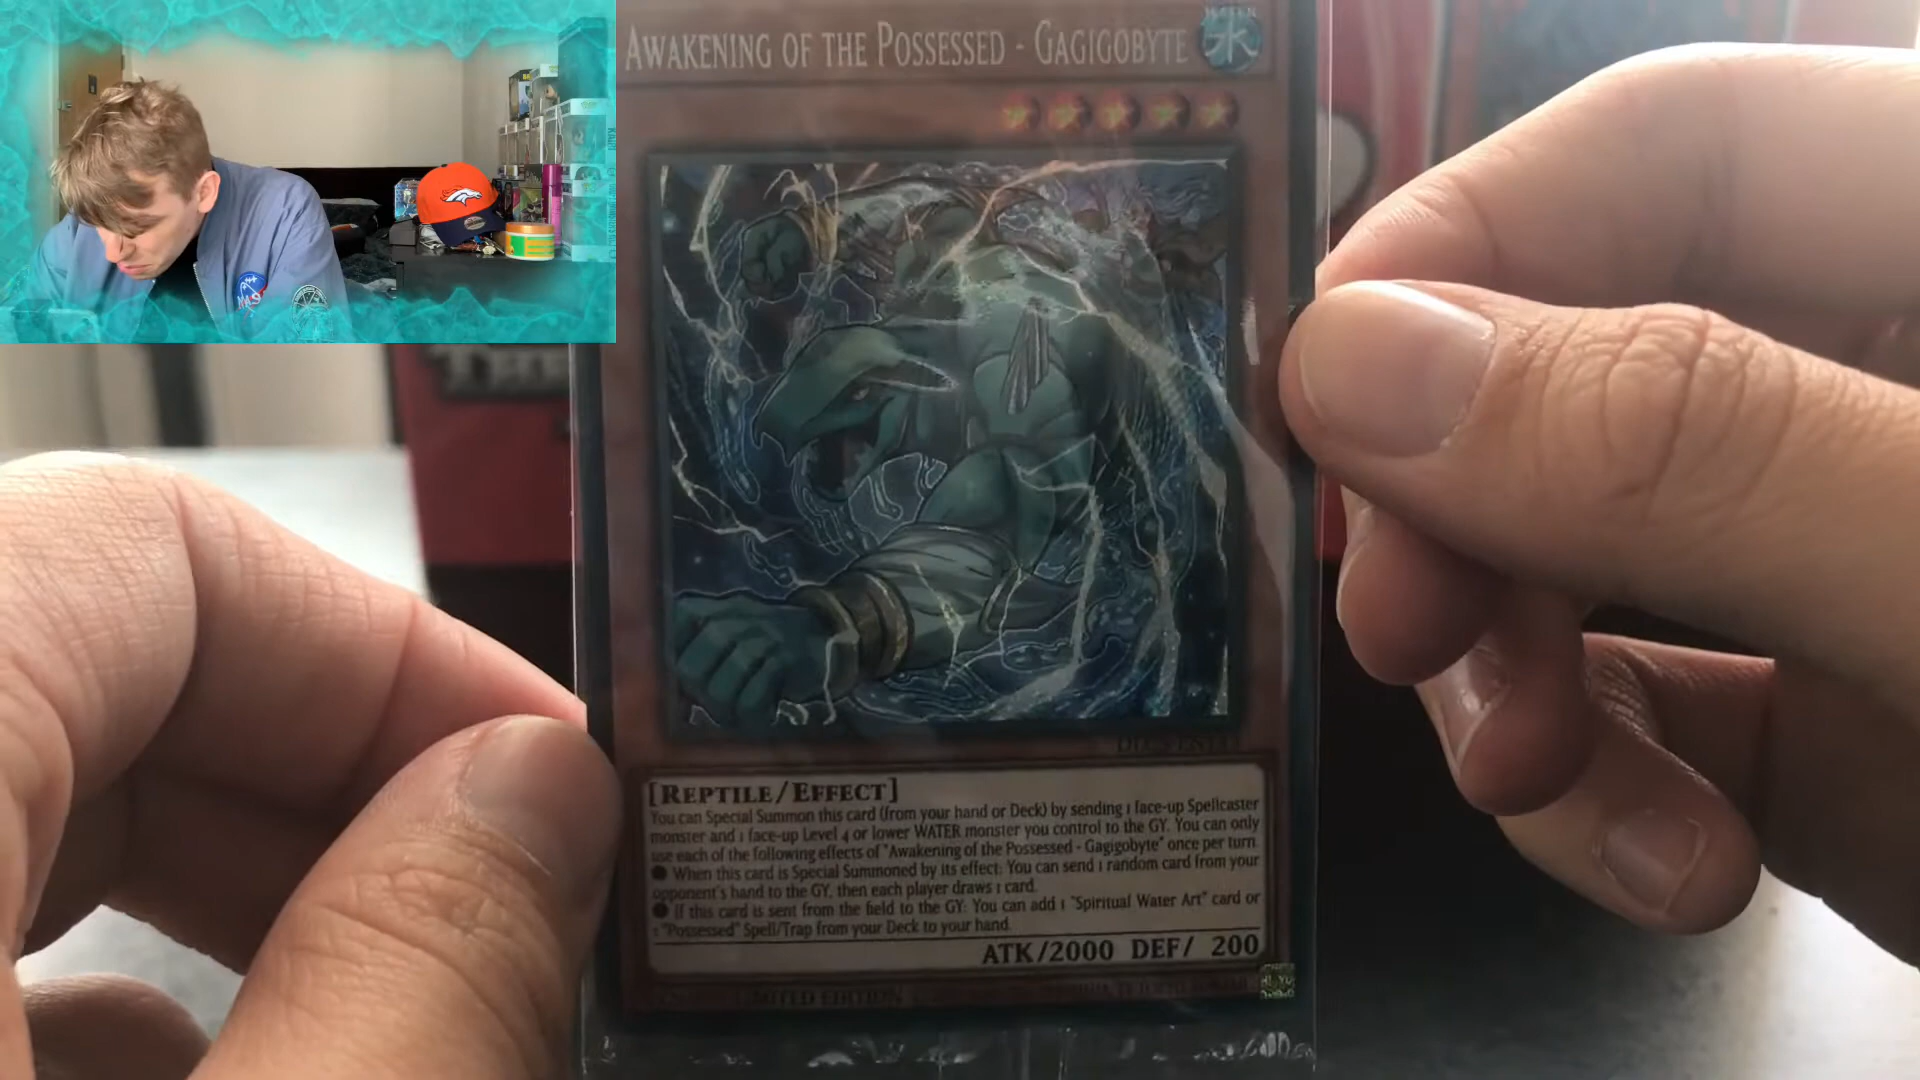 AWAKENING OF THE POSSESSED - GAGIGOBYTE
WATER
水
NASA
[REPTILE/EFFECT]
You can Special Summon this card (from your hand or Deck) by sending 1 face-up Spellcaster
monster and 1 face-up Level 4 or lower WATER monster you control to the GY. You can only
use each of the following effects of "Awakening of the Possessed - Gagigobyte" once per turn.
● When this card is Special Summoned by its effect: You can send 1 random card from your
opponent's hand to the GY, then each player draws 1 card.
● If this card is sent from the field to the GY: You can add 1 "Spiritual Water Art" card or
1 "Possessed" Spell/Trap from your Deck to your hand.
ATK/2000 DEF/ 200
LIMITED EDITION